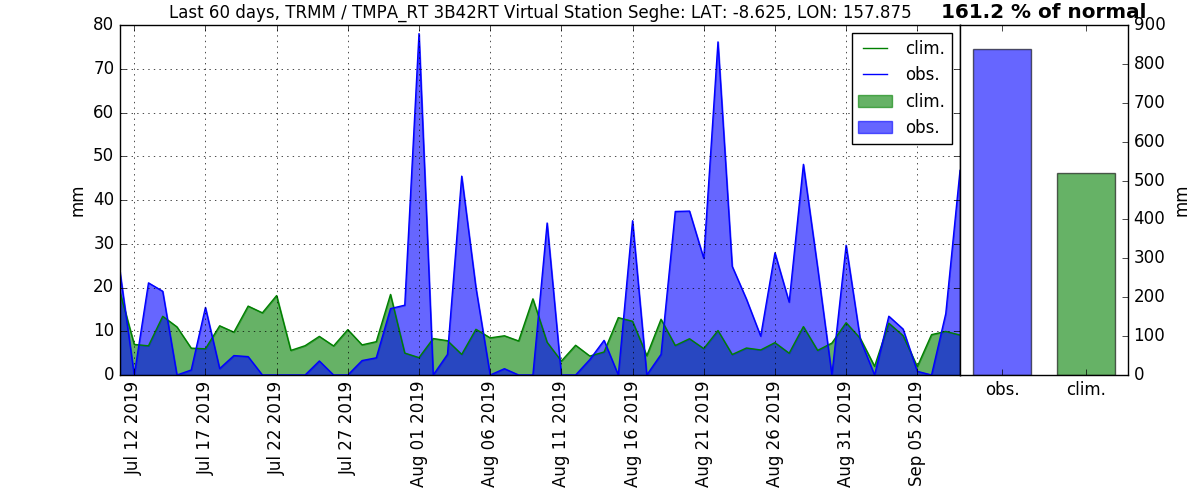 Last 60 days, TRMM / TMPA_RT 3B42RT Virtual Station Seghe: LAT: -8.625, LON: 157.875
161.2 % of normal
80
70
60
50
40
30
20
10
0
mm
clim.
obs.
clim.
obs.
Jul 12 2019
Jul 17 2019
Jul 22 2019
Jul 27 2019
Aug 01 2019
Aug 06 2019
Aug 11 2019
Aug 16 2019
Aug 21 2019
Aug 26 2019
Aug 31 2019
Sep 05 2019
900
800
700
600
500
400
300
200
100
0
mm
obs.
clim.